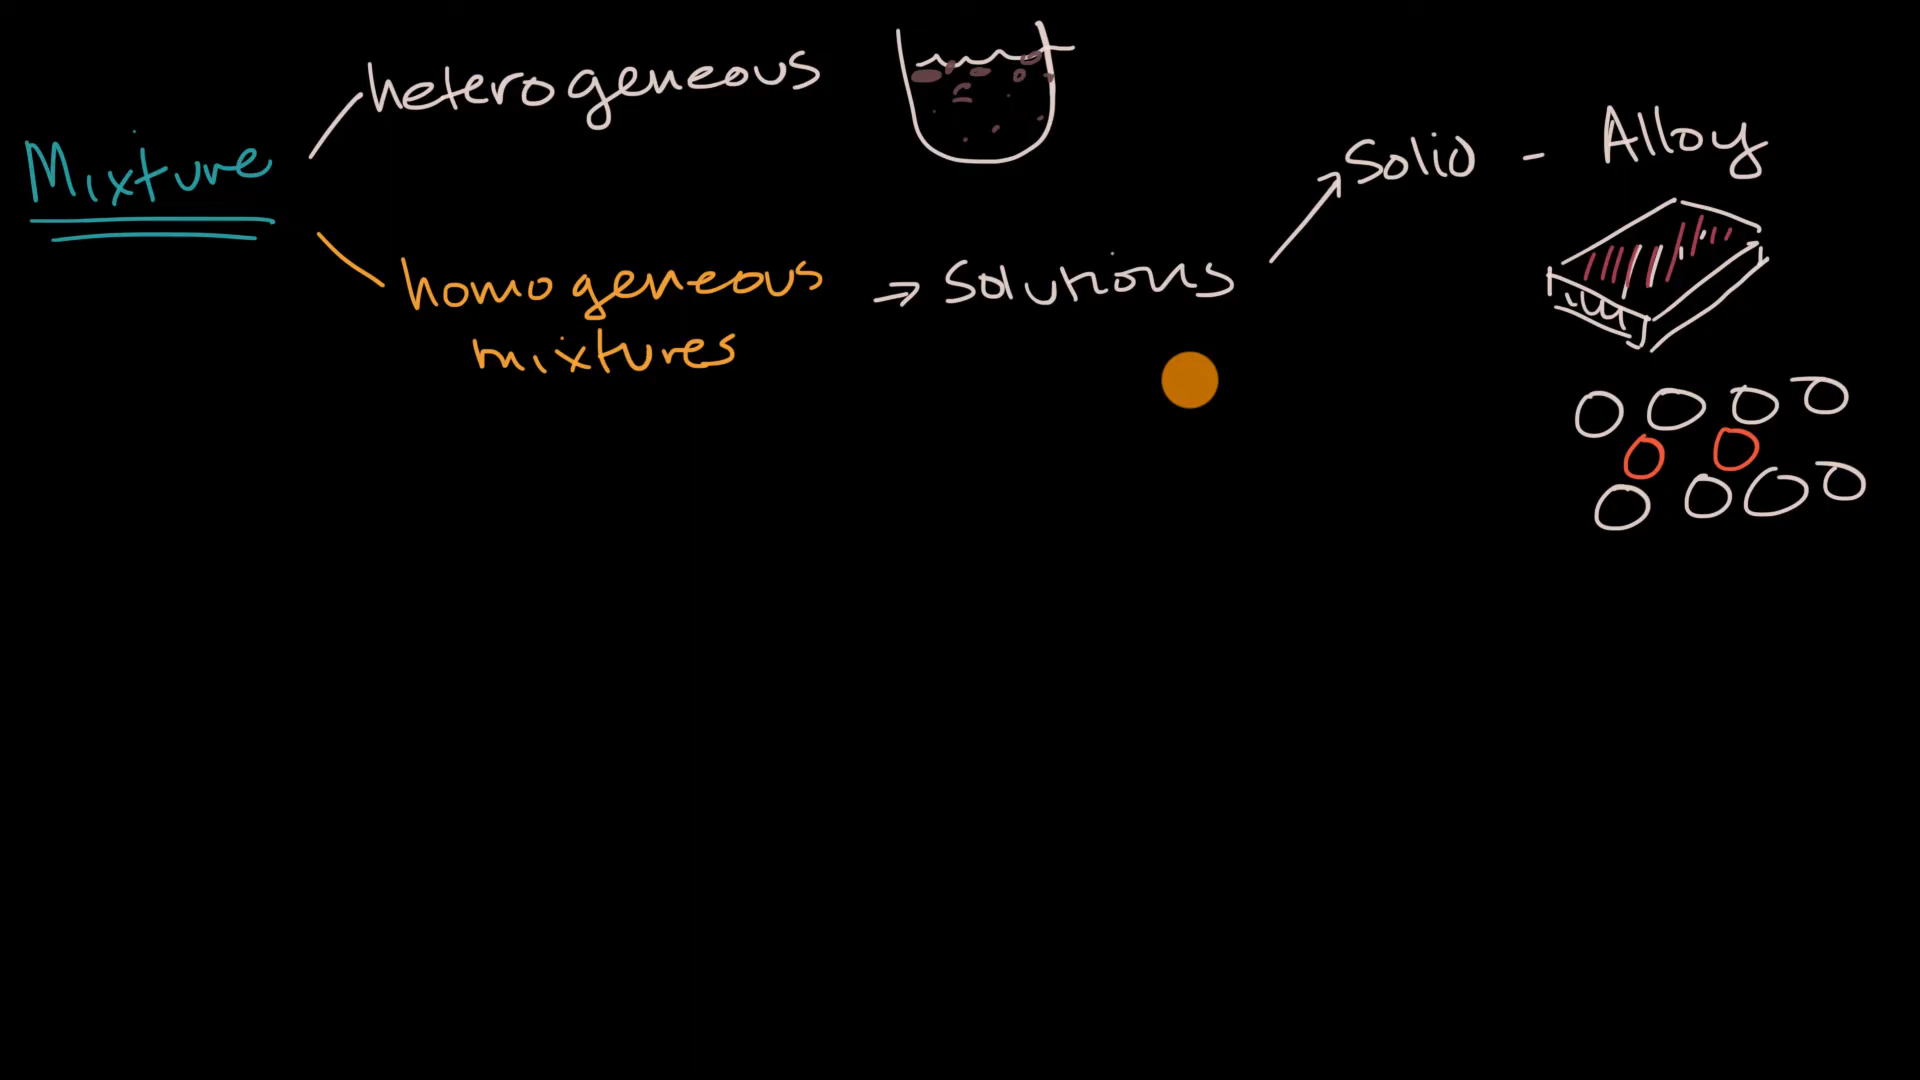 Mixture
heterogeneous
homogeneous
mixtures
→ Solutions
Solid - Alloy